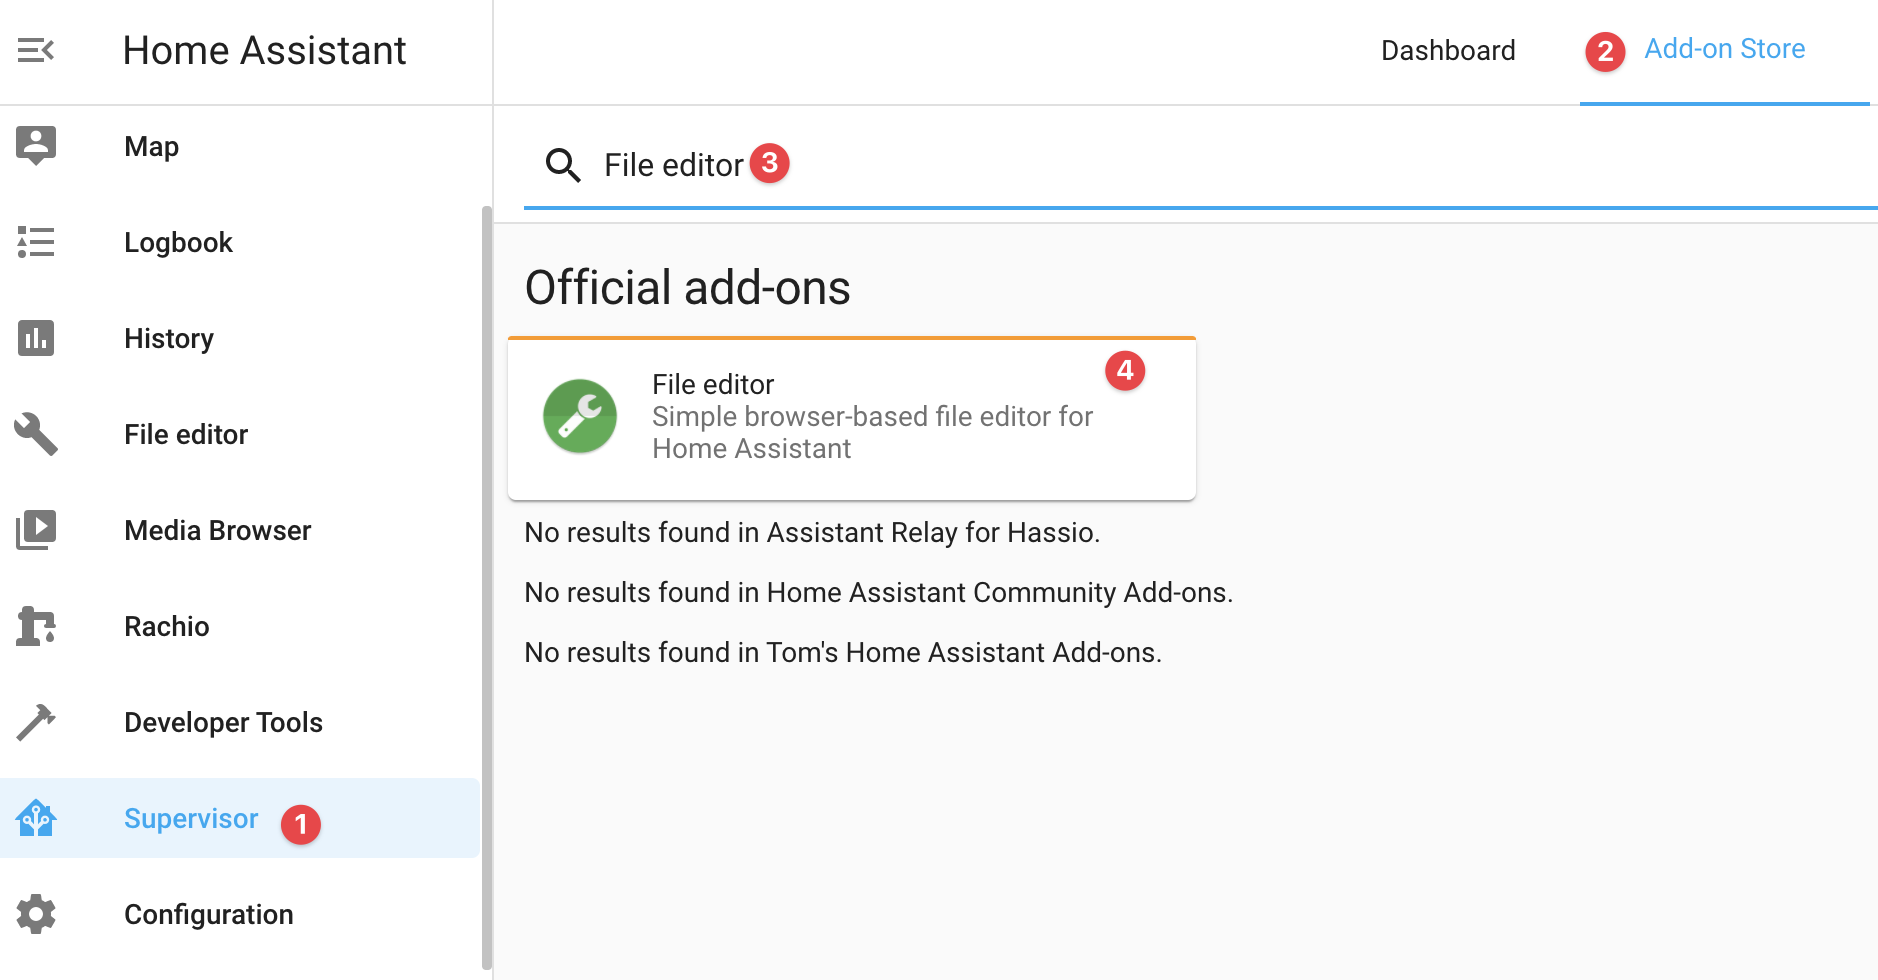 Home Assistant
Map
Logbook
History
File editor
Media Browser
Rachio
Developer Tools
Supervisor 1
Configuration
Dashboard
2 Add-on Store
File editor 3
Official add-ons
File editor
4
Simple browser-based file editor for
Home Assistant
No results found in Assistant Relay for Hassio.
No results found in Home Assistant Community Add-ons.
No results found in Tom's Home Assistant Add-ons.